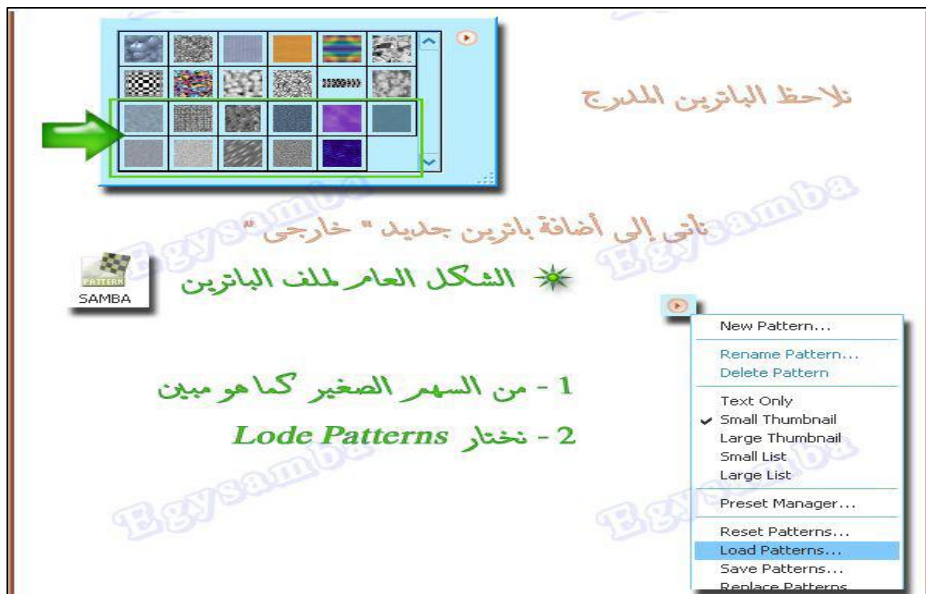 نلاحظ الباترين المدرج
Egysamba
نأتى إلى أضافة باترين جديد " خارجى "
Egysamba
الشكل العام لملف الباترين
PATTERN
SAMBA
1 - من السهم الصغير كما هو مبين
2 - نختار Lode Patterns
Egysamba
Egysamba
New Pattern...
Rename Pattern...
Delete Pattern
Text Only
Small Thumbnail
Large Thumbnail
Small List
Large List
Preset Manager...
Reset Patterns...
Load Patterns...
Save Patterns...
Replace Patterns